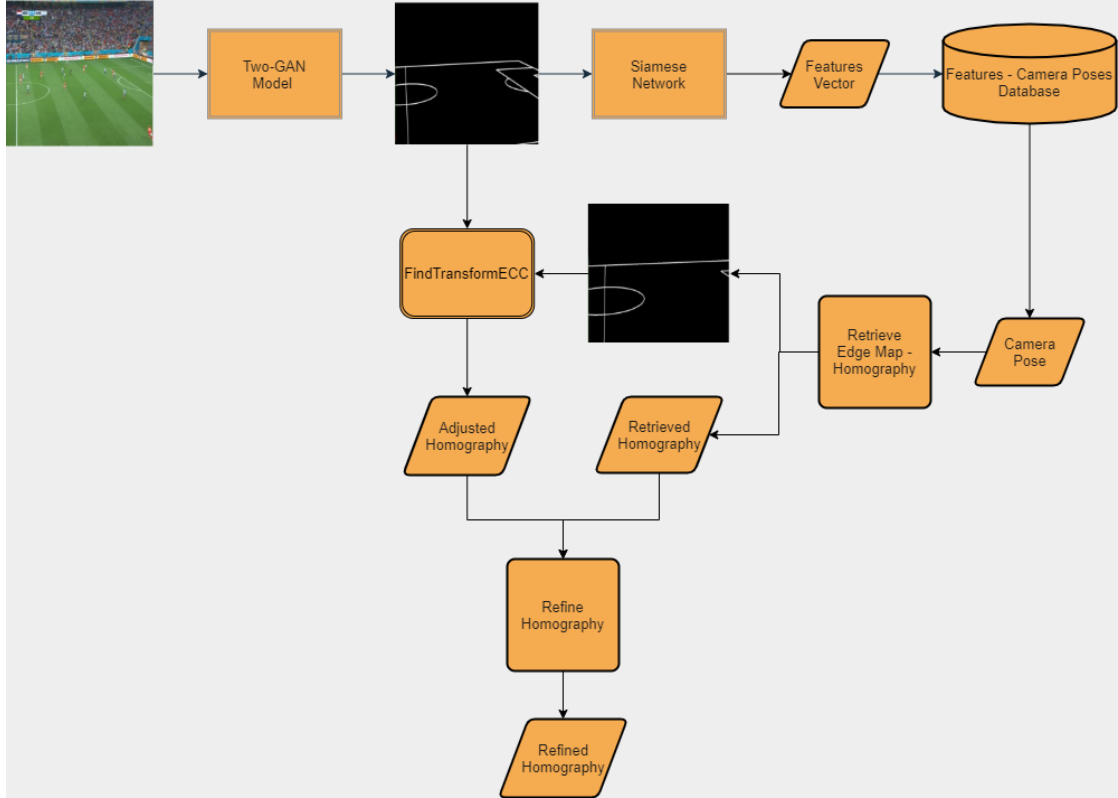 Two-GAN
Model
Siamese
Network
Features
Vector
Features - Camera Poses
Database
FindTransformECC
Retrieve
Edge Map -
Homography
Camera
Pose
Adjusted
Homography
Retrieved
Homography
Refine
Homography
Refined
Homography